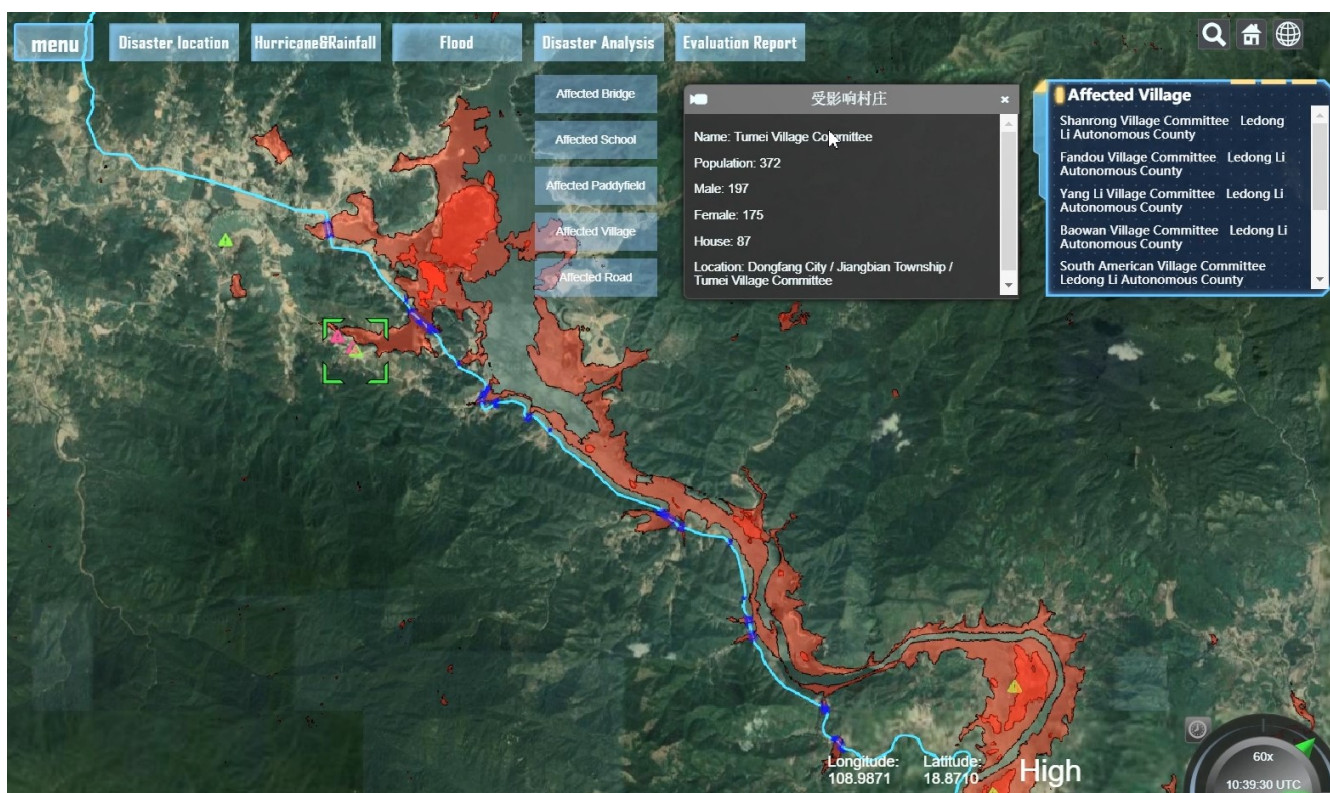 menu
Disaster location
Hurricane&Rainfall
Flood
Disaster Analysis
Evaluation Report
Affected Bridge
Affected School
Affected Paddyfield
Affected Village
Affected Road
受影响村庄
Name: Tumei Village Committee
Population: 372
Male: 197
Female: 175
House: 87
Location: Dongfang City / Jiangbian Township /
Tumei Village Committee
Affected Village
Shanrong Village Committee Ledong
Li Autonomous County
Fandou Village Committee Ledong Li
Autonomous County
Yang Li Village Committee Ledong Li
Autonomous County
Baowan Village Committee Ledong Li
Autonomous County
South American Village Committee
Ledong Li Autonomous County
Longitude:
108.9871
Latitude:
18.8710
High
60x
10:39:30 UTC